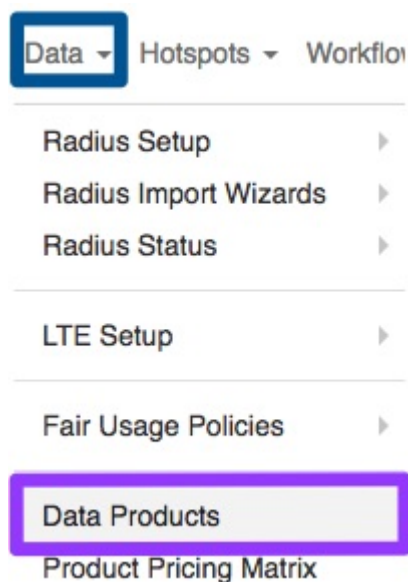 Data Hotspots
Radius Setup
Radius Import Wizards
Radius Status
LTE Setup
Fair Usage Policies
Data Products
Product Pricing Matrix